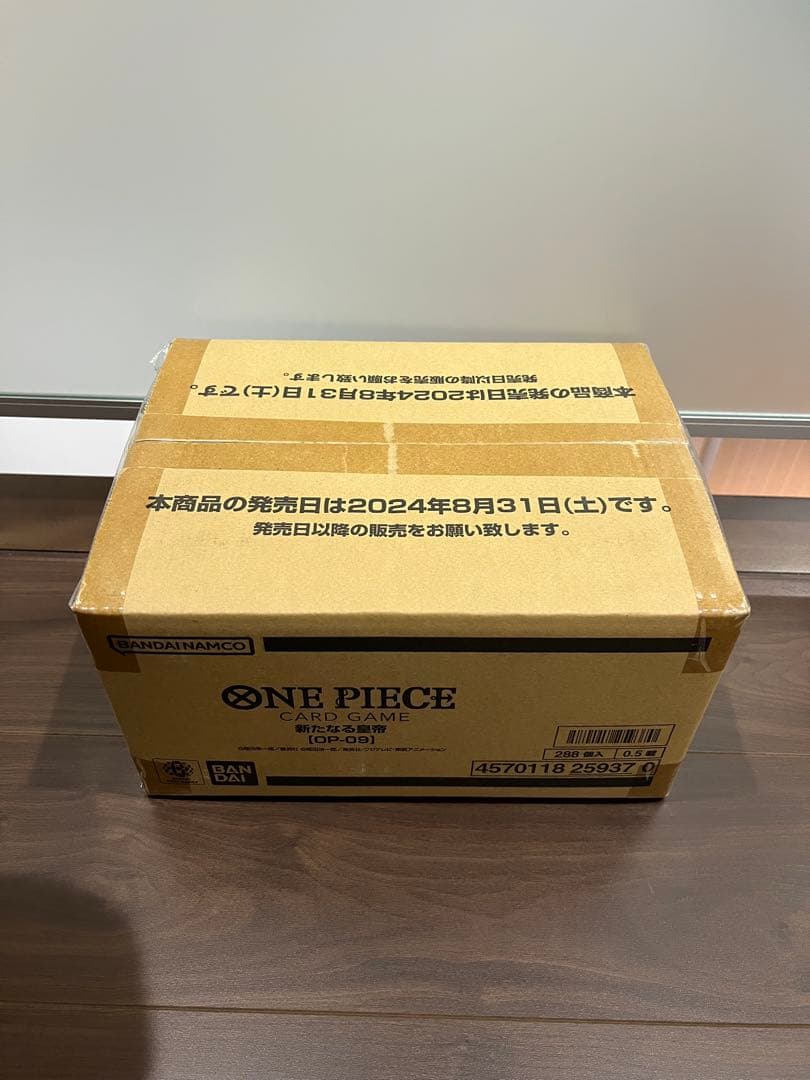 本商品の発売日は2024年8月31日(土)です。
発売日以降の販売をお願い致します。
本商品の発売日は2024年8月31日(土)です。
発売日以降の販売をお願い致します。
BANDAI NAMCO
ONE PIECE
CARD GAME
新たなる皇帝
[OP-09]
288 個入
4570118 25937 0
BAN
DAI